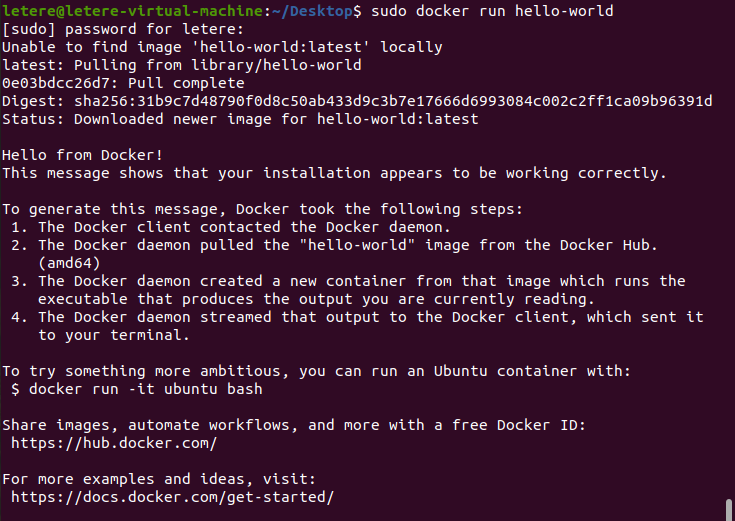 letere@letere-virtual-machine:~/Desktop$ sudo docker run hello-world
[sudo] password for letere:
Unable to find image 'hello-world:latest' locally
latest: Pulling from library/hello-world
0e03bdcc26d7: Pull complete
Digest: sha256:31b9c7d48790f0d8c50ab433d9c3b7e17666d6993084c002c2ff1ca09b96391d
Status: Downloaded newer image for hello-world:latest

Hello from Docker!
This message shows that your installation appears to be working correctly.

To generate this message, Docker took the following steps:
 1. The Docker client contacted the Docker daemon.
 2. The Docker daemon pulled the "hello-world" image from the Docker Hub.
    (amd64)
 3. The Docker daemon created a new container from that image which runs the
    executable that produces the output you are currently reading.
 4. The Docker daemon streamed that output to the Docker client, which sent it
    to your terminal.

To try something more ambitious, you can run an Ubuntu container with:
 $ docker run -it ubuntu bash

Share images, automate workflows, and more with a free Docker ID:
 https://hub.docker.com/

For more examples and ideas, visit:
 https://docs.docker.com/get-started/